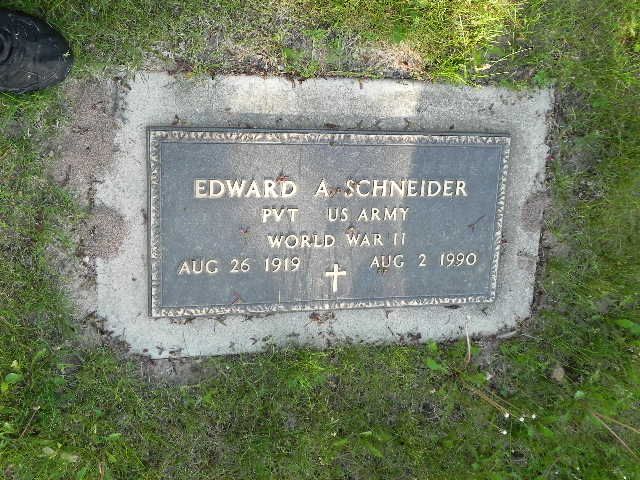 EDWARD A SCHNEIDER
PVT US ARMY
WORLD WAR II
AUG 26 1919 AUG 2 1990